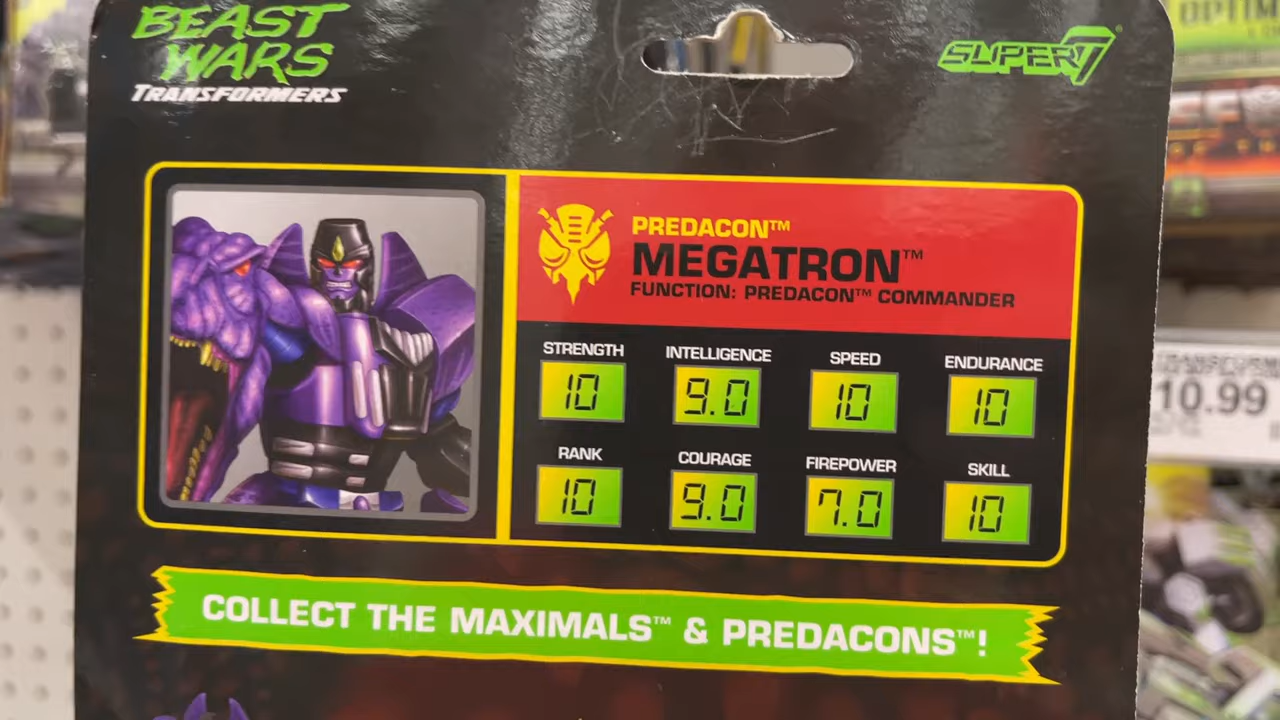 BEAST
WARS
TRANSFORMERS
SUPER7®
PREDACON™
MEGATRON™
FUNCTION: PREDACON™ COMMANDER
STRENGTH INTELLIGENCE SPEED ENDURANCE
10 9.0 10 10
RANK COURAGE FIREPOWER SKILL
10 9.0 7.0 10
COLLECT THE MAXIMALS™ & PREDACONS™!
OPTIM
10.99